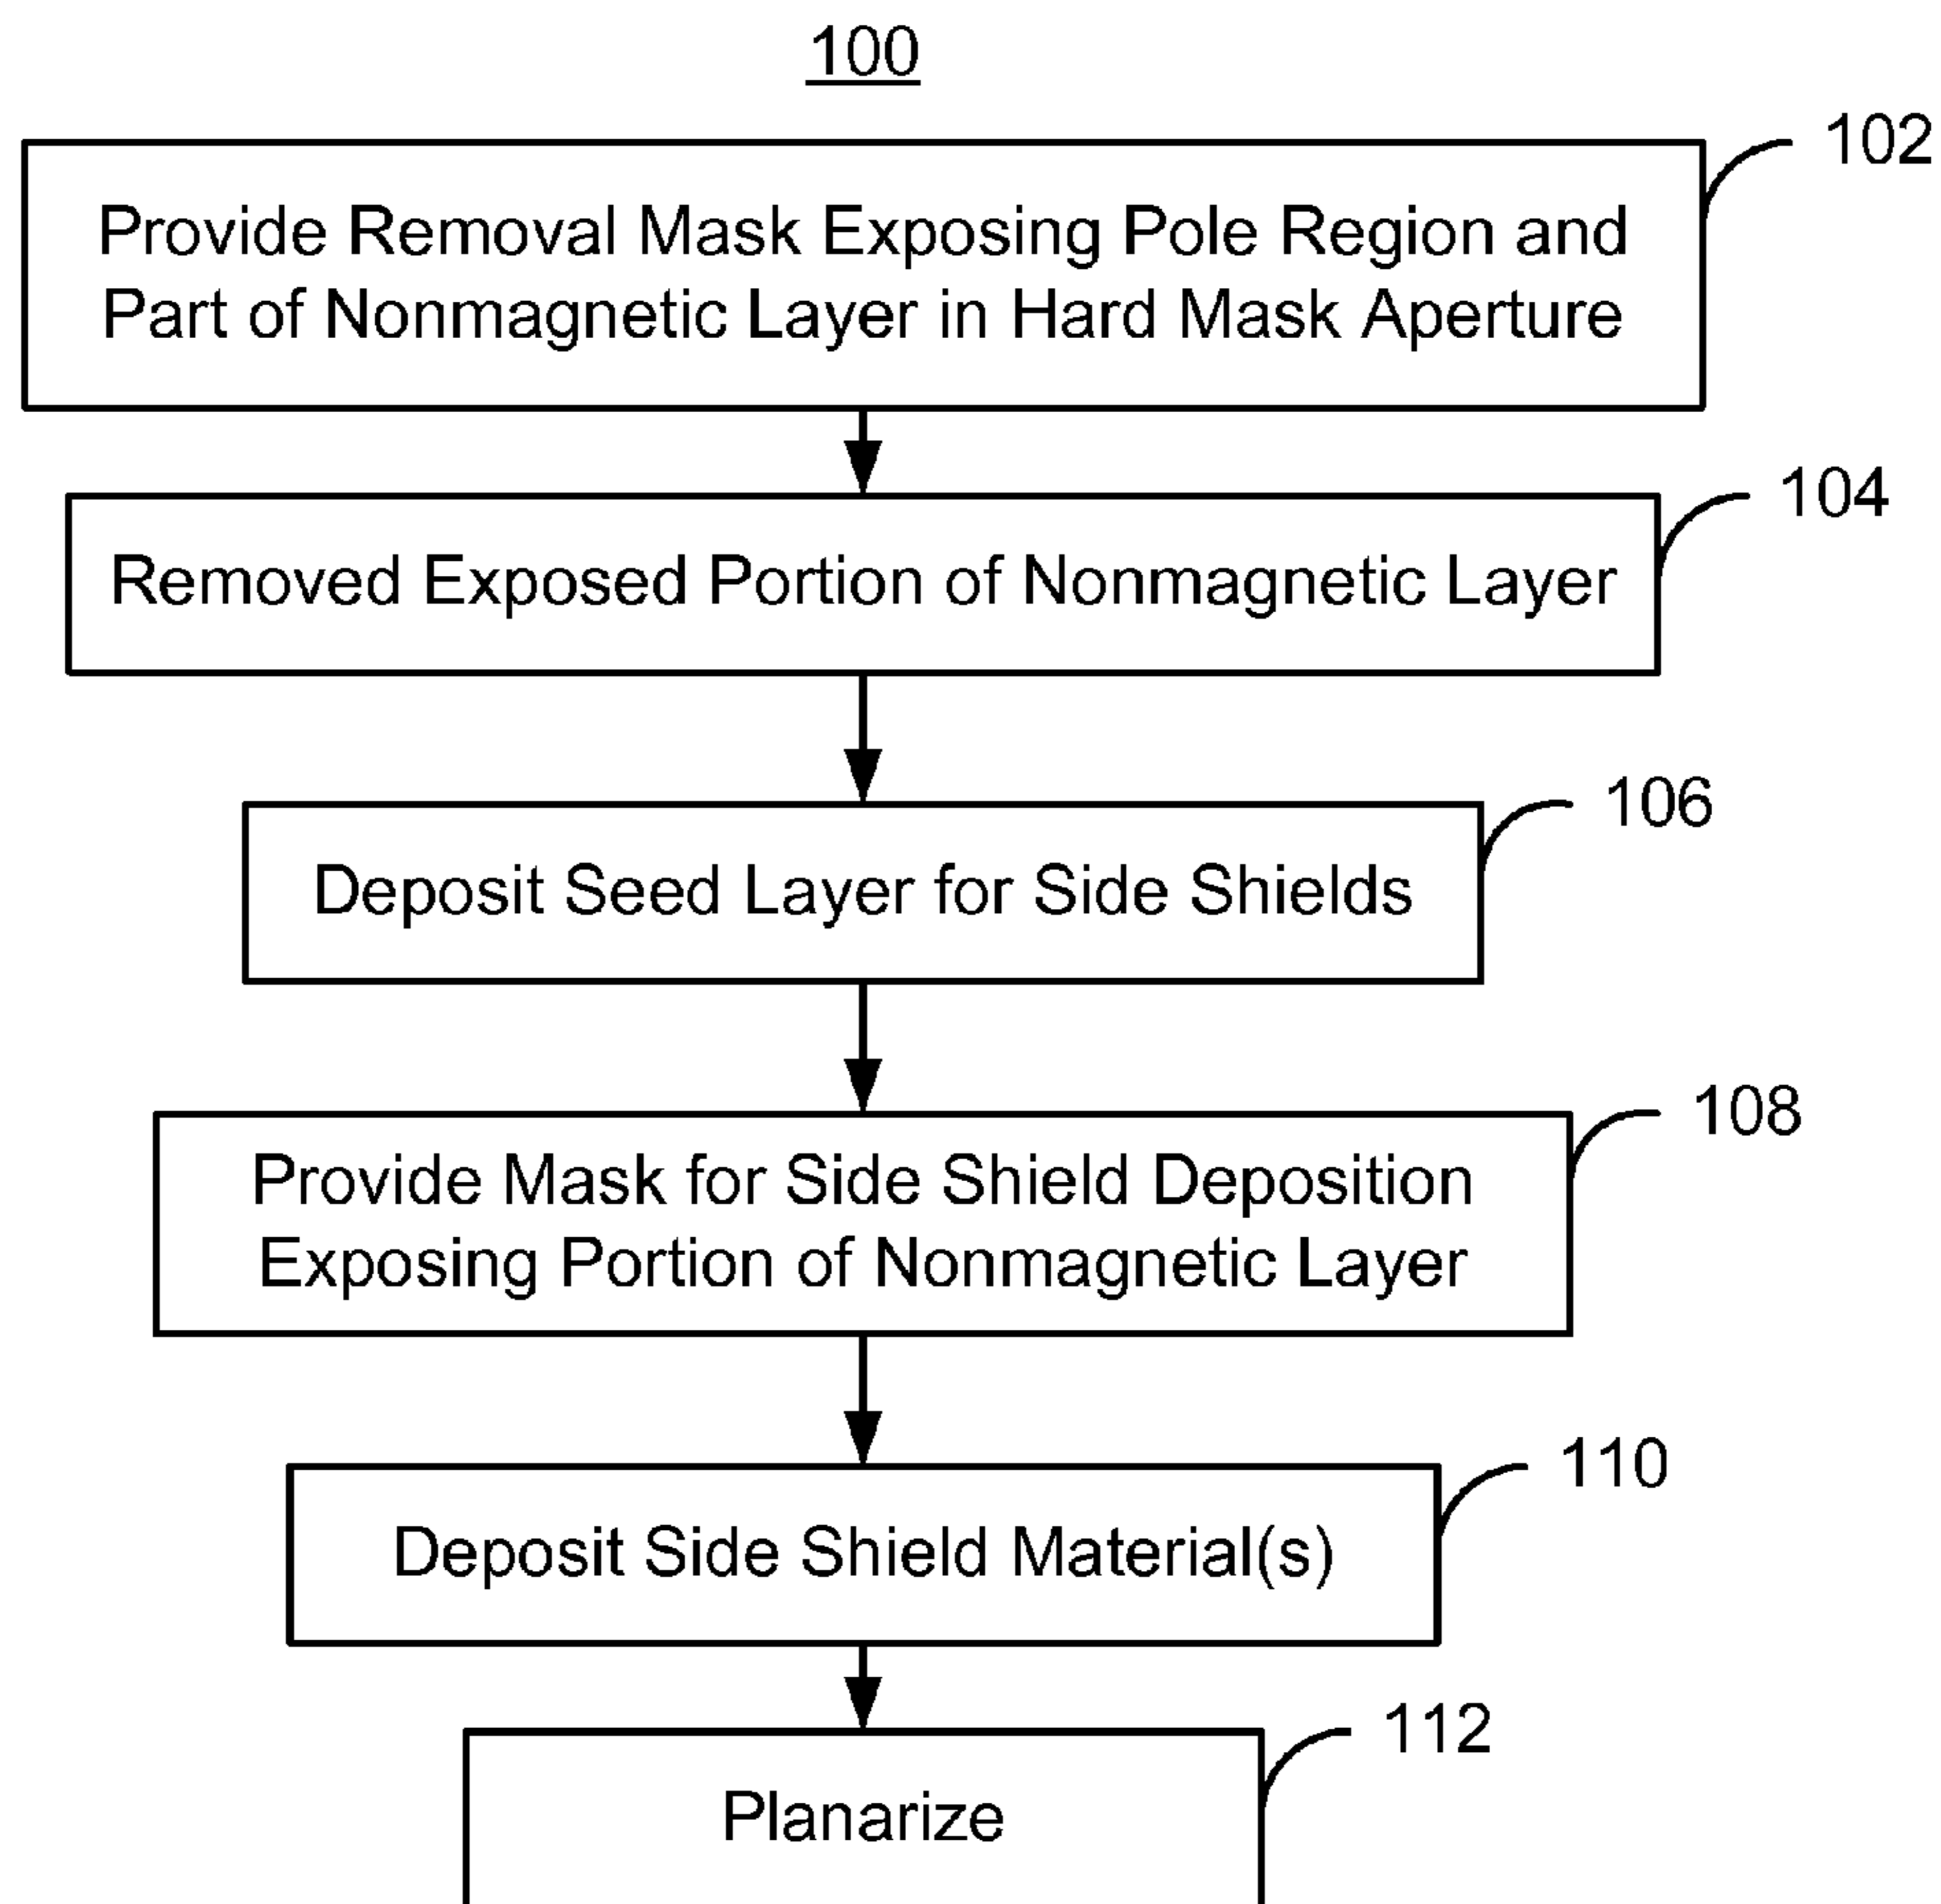 100
102
Provide Removal Mask Exposing Pole Region and
Part of Nonmagnetic Layer in Hard Mask Aperture
104
Removed Exposed Portion of Nonmagnetic Layer
106
Deposit Seed Layer for Side Shields
108
Provide Mask for Side Shield Deposition
Exposing Portion of Nonmagnetic Layer
110
Deposit Side Shield Material(s)
112
Planarize